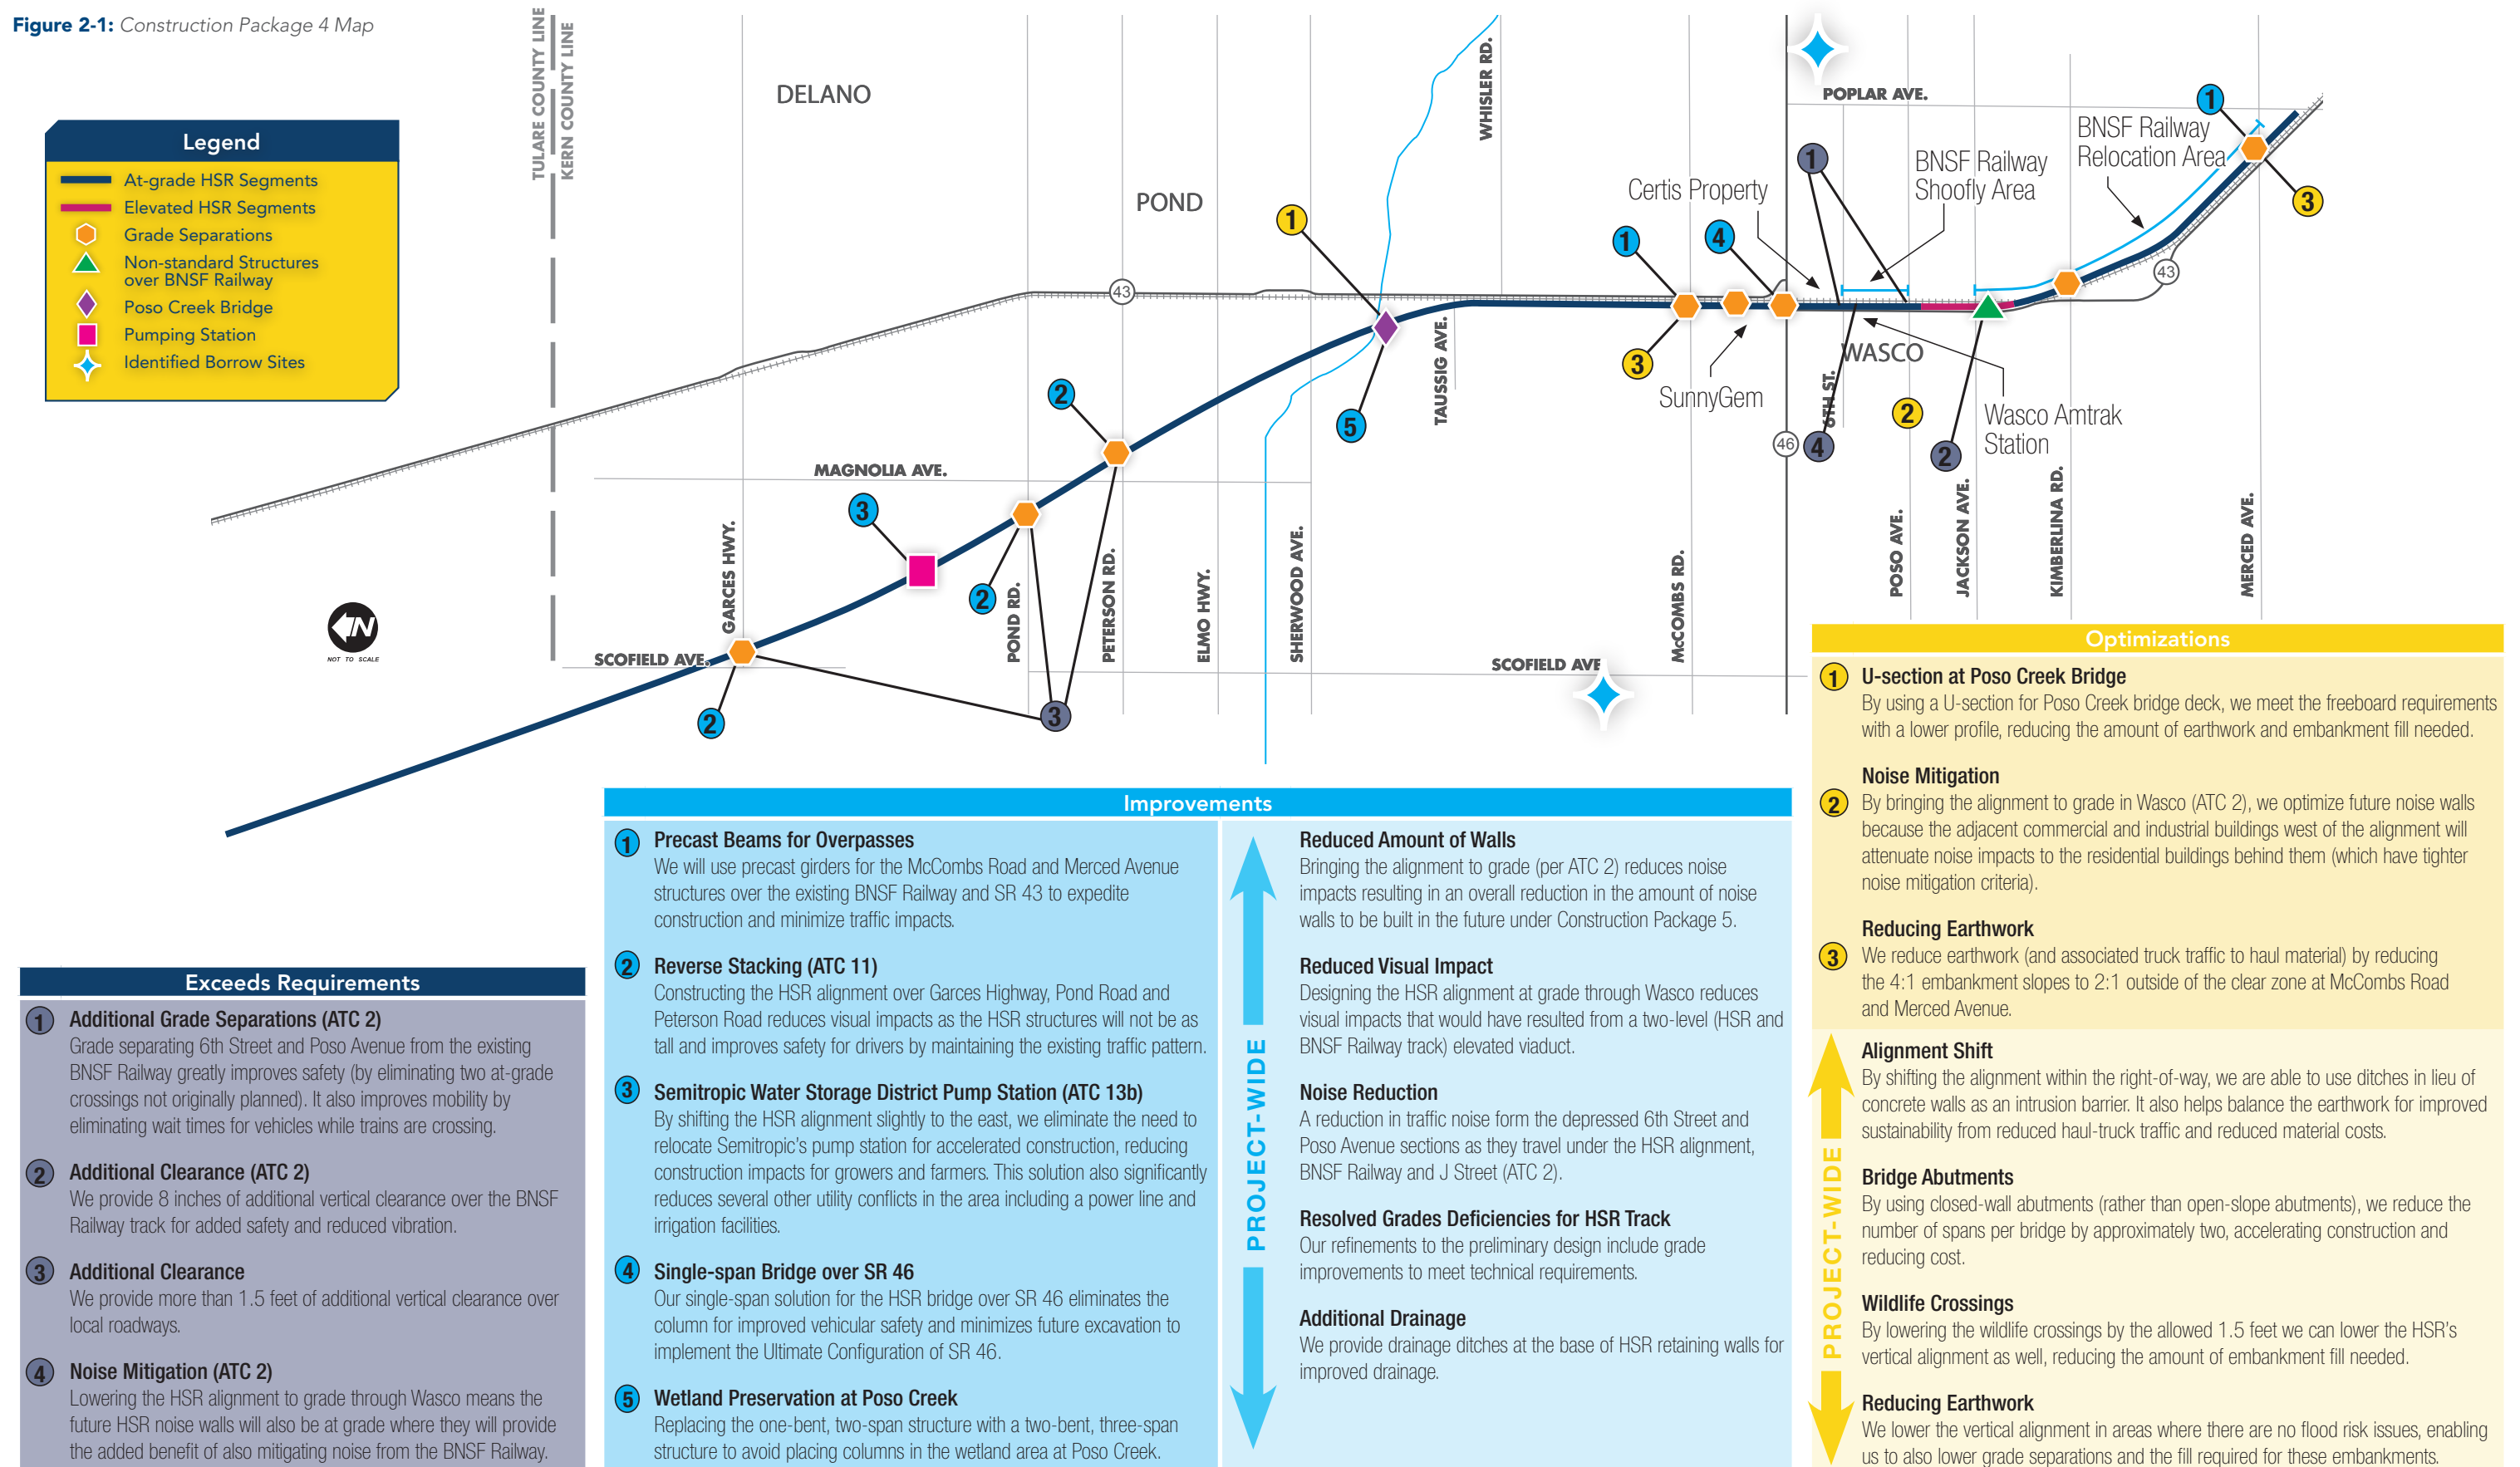 Figure 2-1: Construction Package 4 Map
TULARE COUNTY LINE
KERN COUNTY LINE
DELANO
POND
WHISLER RD.
POPLAR AVE.
Legend
At-grade HSR Segments
Elevated HSR Segments
Grade Separations
Non-standard Structures
over BNSF Railway
Poso Creek Bridge
Pumping Station
Identified Borrow Sites
1
1
4
1
1
3
Certis Property
BNSF Railway
Shoofly Area
BNSF Railway
Relocation Area
43
43
WASCO
TAUSSIG AVE.
3
SunnyGem
6TH ST.
2
Wasco Amtrak
Station
46
4
2
2
5
MAGNOLIA AVE.
3
2
GARCES HWY.
POND RD.
PETERSON RD.
ELMO HWY.
SHERWOOD AVE.
McCOMBS RD.
POSO AVE.
JACKSON AVE.
KIMBERLINA RD.
MERCED AVE.
N
NOT TO SCALE
SCOFIELD AVE.
SCOFIELD AVE
2
3
Exceeds Requirements
1 Additional Grade Separations (ATC 2)
Grade separating 6th Street and Poso Avenue from the existing
BNSF Railway greatly improves safety (by eliminating two at-grade
crossings not originally planned). It also improves mobility by
eliminating wait times for vehicles while trains are crossing.
2 Additional Clearance (ATC 2)
We provide 8 inches of additional vertical clearance over the BNSF
Railway track for added safety and reduced vibration.
3 Additional Clearance
We provide more than 1.5 feet of additional vertical clearance over
local roadways.
4 Noise Mitigation (ATC 2)
Lowering the HSR alignment to grade through Wasco means the
future HSR noise walls will also be at grade where they will provide
the added benefit of also mitigating noise from the BNSF Railway.
Improvements
1 Precast Beams for Overpasses
We will use precast girders for the McCombs Road and Merced Avenue
structures over the existing BNSF Railway and SR 43 to expedite
construction and minimize traffic impacts.
2 Reverse Stacking (ATC 11)
Constructing the HSR alignment over Garces Highway, Pond Road and
Peterson Road reduces visual impacts as the HSR structures will not be as
tall and improves safety for drivers by maintaining the existing traffic pattern.
3 Semitropic Water Storage District Pump Station (ATC 13b)
By shifting the HSR alignment slightly to the east, we eliminate the need to
relocate Semitropic's pump station for accelerated construction, reducing
construction impacts for growers and farmers. This solution also significantly
reduces several other utility conflicts in the area including a power line and
irrigation facilities.
4 Single-span Bridge over SR 46
Our single-span solution for the HSR bridge over SR 46 eliminates the
column for improved vehicular safety and minimizes future excavation to
implement the Ultimate Configuration of SR 46.
5 Wetland Preservation at Poso Creek
Replacing the one-bent, two-span structure with a two-bent, three-span
structure to avoid placing columns in the wetland area at Poso Creek.
PROJECT-WIDE
Reduced Amount of Walls
Bringing the alignment to grade (per ATC 2) reduces noise
impacts resulting in an overall reduction in the amount of noise
walls to be built in the future under Construction Package 5.
Reduced Visual Impact
Designing the HSR alignment at grade through Wasco reduces
visual impacts that would have resulted from a two-level (HSR and
BNSF Railway track) elevated viaduct.
Noise Reduction
A reduction in traffic noise form the depressed 6th Street and
Poso Avenue sections as they travel under the HSR alignment,
BNSF Railway and J Street (ATC 2).
Resolved Grades Deficiencies for HSR Track
Our refinements to the preliminary design include grade
improvements to meet technical requirements.
Additional Drainage
We provide drainage ditches at the base of HSR retaining walls for
improved drainage.
Optimizations
1 U-section at Poso Creek Bridge
By using a U-section for Poso Creek bridge deck, we meet the freeboard requirements
with a lower profile, reducing the amount of earthwork and embankment fill needed.
Noise Mitigation
2 By bringing the alignment to grade in Wasco (ATC 2), we optimize future noise walls
because the adjacent commercial and industrial buildings west of the alignment will
attenuate noise impacts to the residential buildings behind them (which have tighter
noise mitigation criteria).
Reducing Earthwork
3 We reduce earthwork (and associated truck traffic to haul material) by reducing
the 4:1 embankment slopes to 2:1 outside of the clear zone at McCombs Road
and Merced Avenue.
PROJECT-WIDE
Alignment Shift
By shifting the alignment within the right-of-way, we are able to use ditches in lieu of
concrete walls as an intrusion barrier. It also helps balance the earthwork for improved
sustainability from reduced haul-truck traffic and reduced material costs.
Bridge Abutments
By using closed-wall abutments (rather than open-slope abutments), we reduce the
number of spans per bridge by approximately two, accelerating construction and
reducing cost.
Wildlife Crossings
By lowering the wildlife crossings by the allowed 1.5 feet we can lower the HSR's
vertical alignment as well, reducing the amount of embankment fill needed.
Reducing Earthwork
We lower the vertical alignment in areas where there are no flood risk issues, enabling
us to also lower grade separations and the fill required for these embankments.